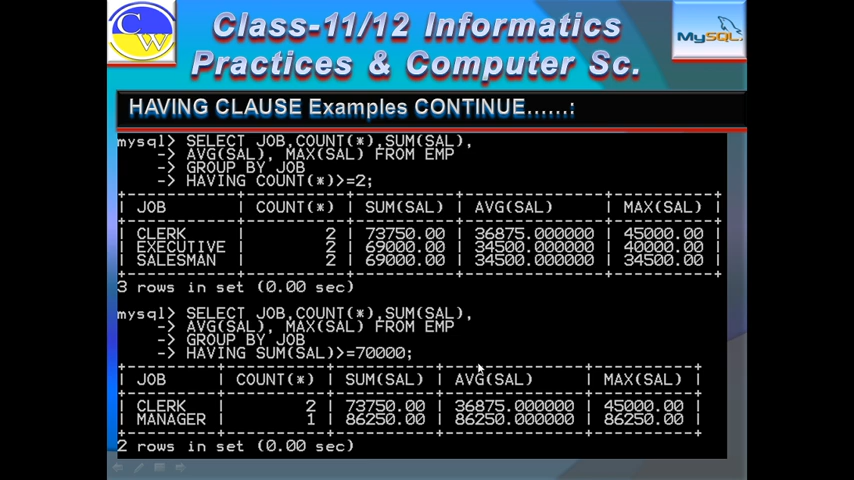 CW
Class-11/12 Informatics
Practices & Computer Sc.
MySQL
HAVING CLAUSE Examples CONTINUE......:
mysql> SELECT JOB,COUNT(*),SUM(SAL),
-> AVG(SAL), MAX(SAL) FROM EMP
-> GROUP BY JOB
-> HAVING COUNT(*)>=2;
| JOB | COUNT(*) | SUM(SAL) | AVG(SAL) | MAX(SAL) |
| CLERK | 2 | 73750.00 | 36875.000000 | 45000.00 |
| EXECUTIVE | 2 | 69000.00 | 34500.000000 | 40000.00 |
| SALESMAN | 2 | 69000.00 | 34500.000000 | 34500.00 |
3 rows in set (0.00 sec)
mysql> SELECT JOB,COUNT(*),SUM(SAL),
-> AVG(SAL), MAX(SAL) FROM EMP
-> GROUP BY JOB
-> HAVING SUM(SAL)>=70000;
| JOB | COUNT(*) | SUM(SAL) | AVG(SAL) | MAX(SAL) |
| CLERK | 2 | 73750.00 | 36875.000000 | 45000.00 |
| MANAGER | 1 | 86250.00 | 86250.000000 | 86250.00 |
2 rows in set (0.00 sec)